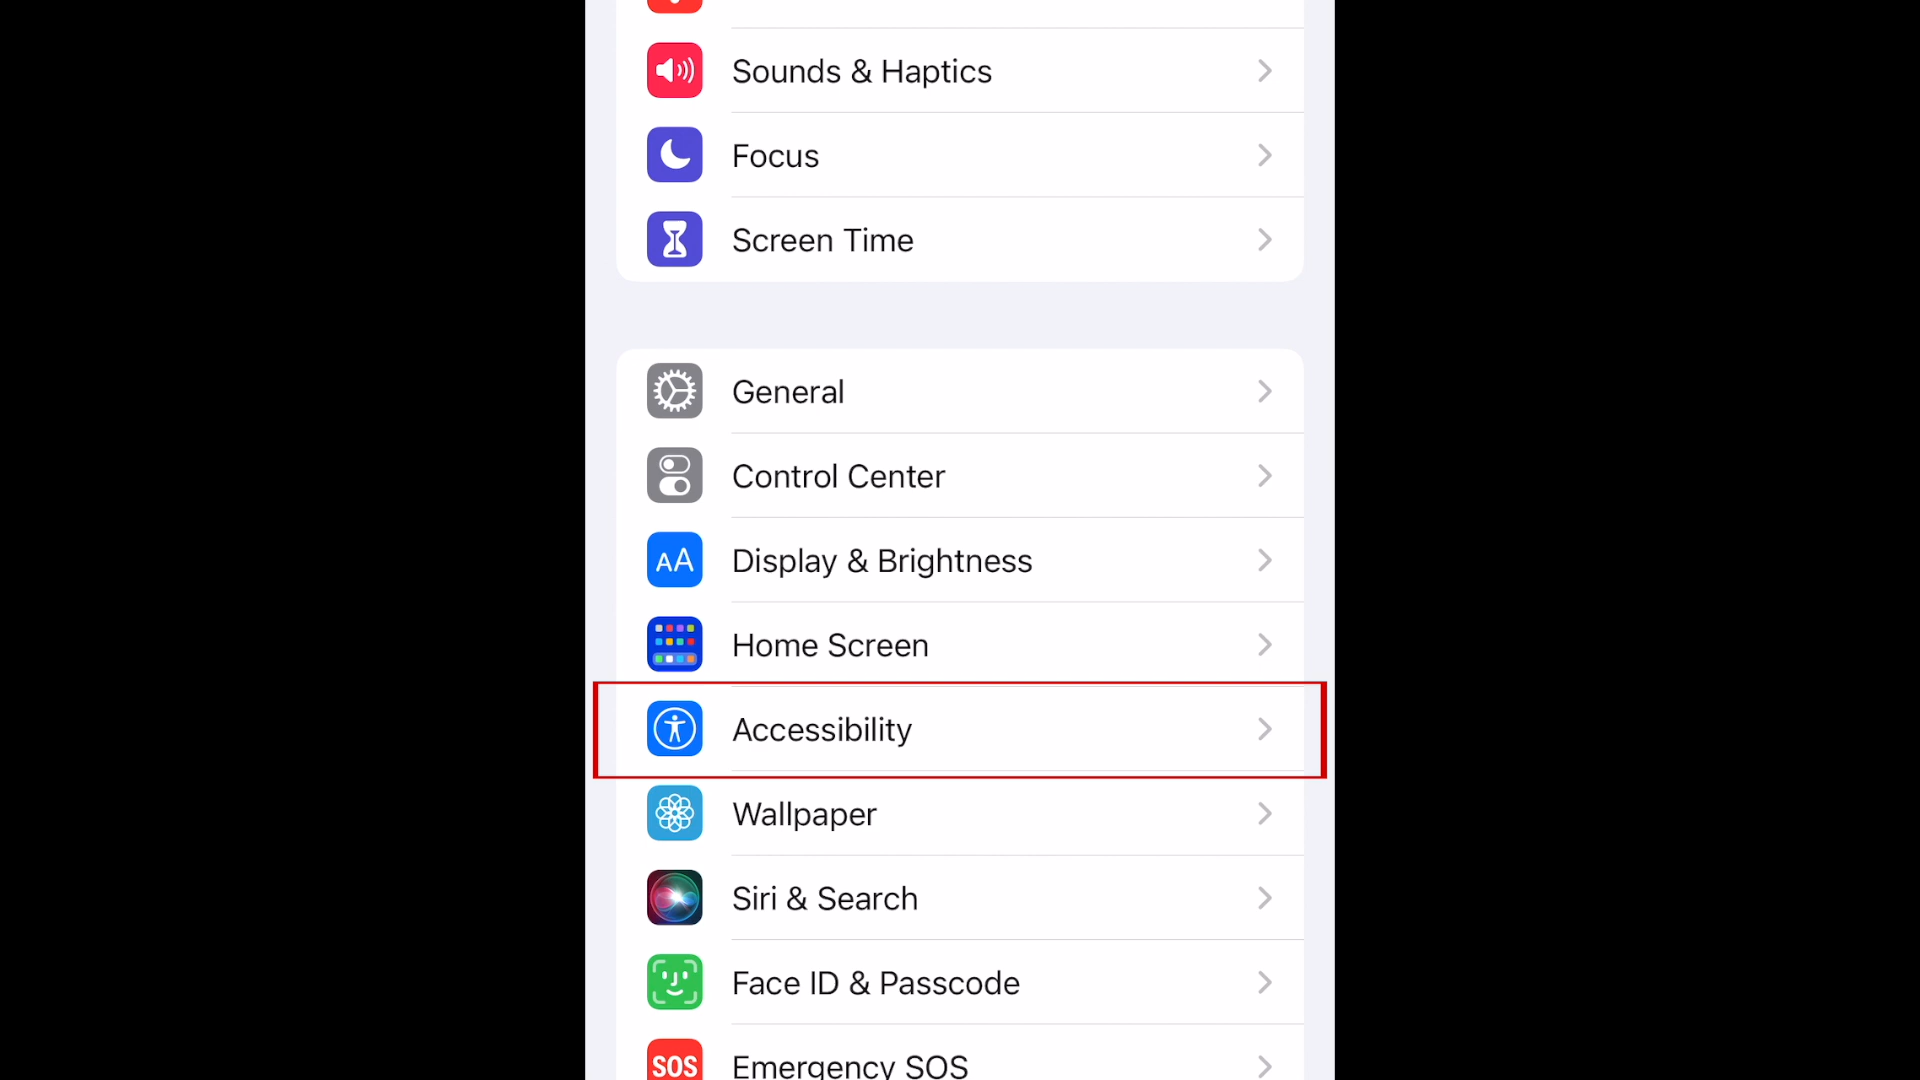 Sounds & Haptics
Focus
Screen Time
General
Control Center
AA Display & Brightness
Home Screen
Accessibility
Wallpaper
Siri & Search
Face ID & Passcode
SOS Emergency SOS